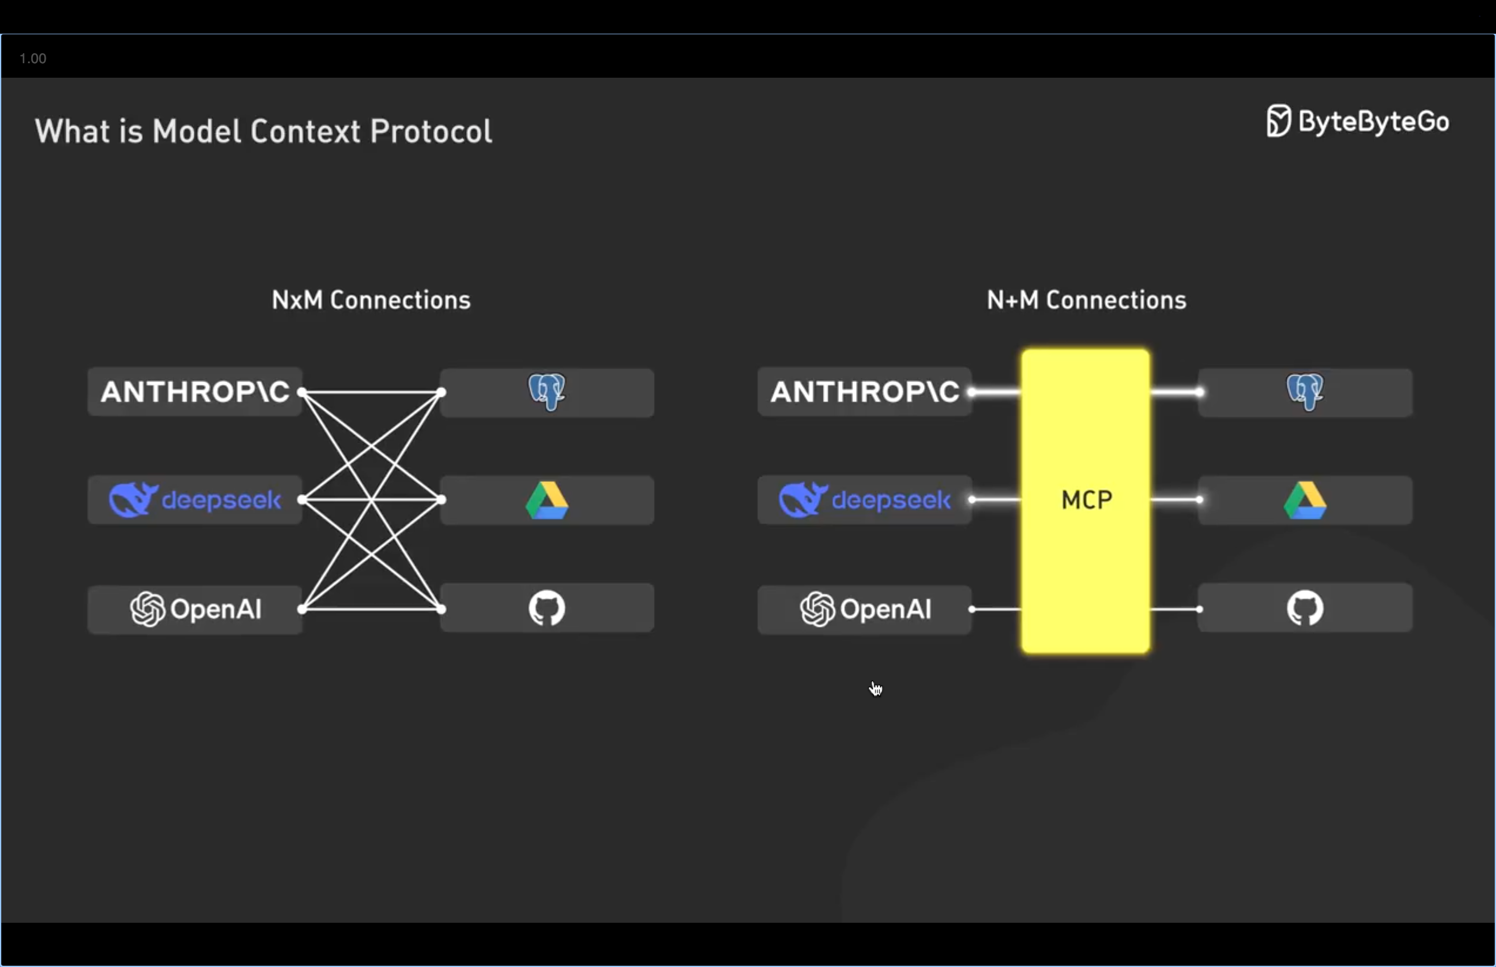 1.00
What is Model Context Protocol
ByteByteGo
NxM Connections
N+M Connections
ANTHROP\C
ANTHROP\C
deepseek
deepseek
MCP
OpenAI
OpenAI